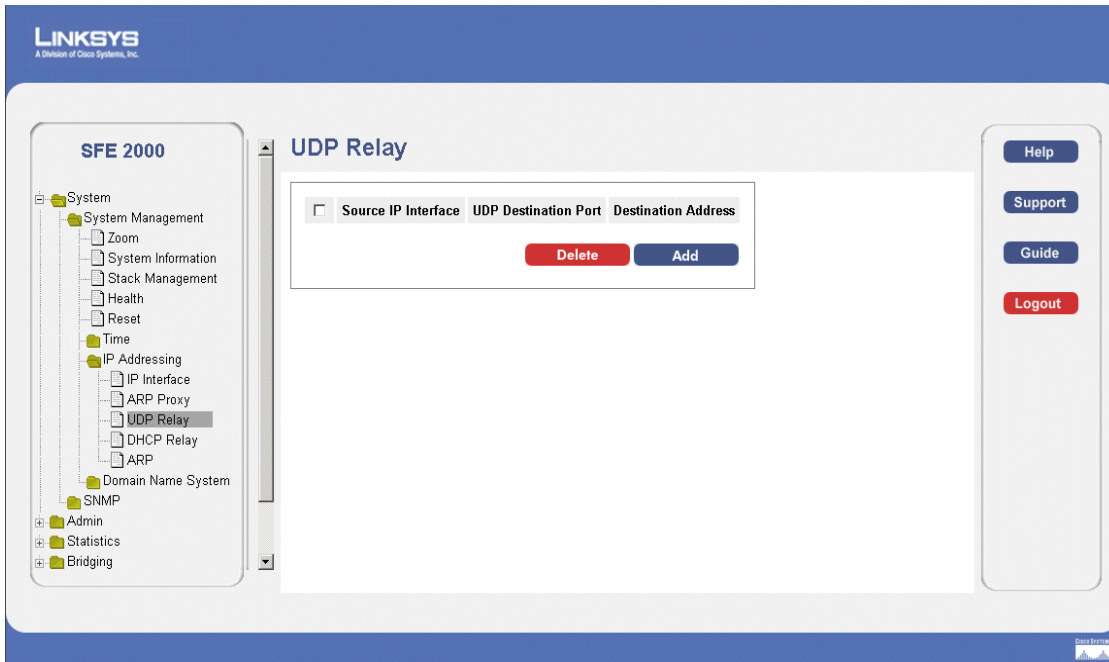 LINKSYS
A Division of Cisco Systems, Inc.
SFE 2000
System
System Management
Zoom
System Information
Stack Management
Health
Reset
Time
IP Addressing
IP Interface
ARP Proxy
UDP Relay
DHCP Relay
ARP
Domain Name System
SNMP
Admin
Statistics
Bridging
UDP Relay
Source IP Interface UDP Destination Port Destination Address
Delete Add
Help
Support
Guide
Logout
CISCO SYSTEMS